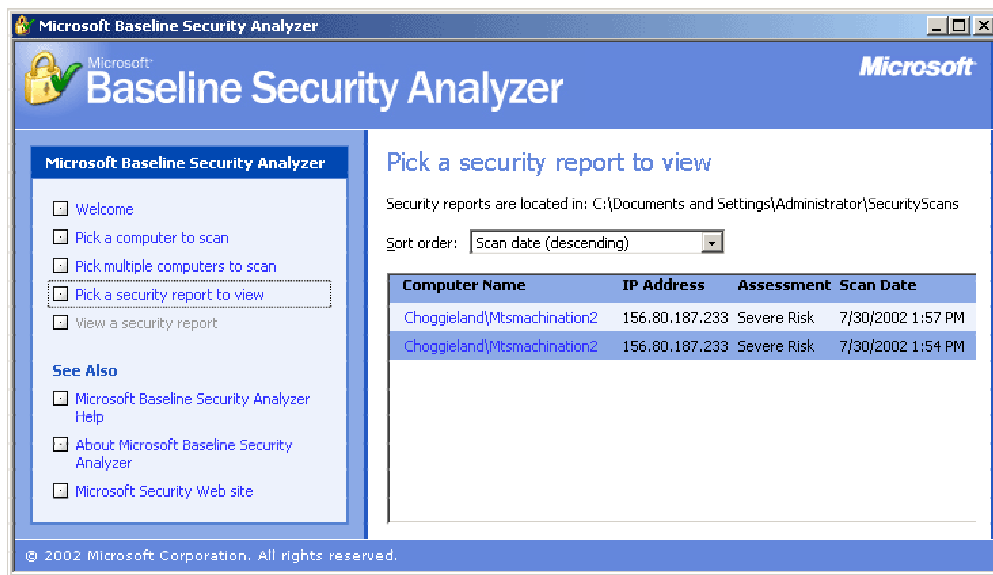 Microsoft Baseline Security Analyzer
Microsoft
Baseline Security Analyzer
Microsoft
Microsoft Baseline Security Analyzer
Welcome
Pick a computer to scan
Pick multiple computers to scan
Pick a security report to view
View a security report
See Also
Microsoft Baseline Security Analyzer
Help
About Microsoft Baseline Security
Analyzer
Microsoft Security Web site
Pick a security report to view
Security reports are located in: C:\Documents and Settings\Administrator\SecurityScans
Sort order: Scan date (descending)
Computer Name IP Address Assessment Scan Date
Choggieland\Mtsmachination2 156.80.187.233 Severe Risk 7/30/2002 1:57 PM
Choggieland\Mtsmachination2 156.80.187.233 Severe Risk 7/30/2002 1:54 PM
© 2002 Microsoft Corporation. All rights reserved.